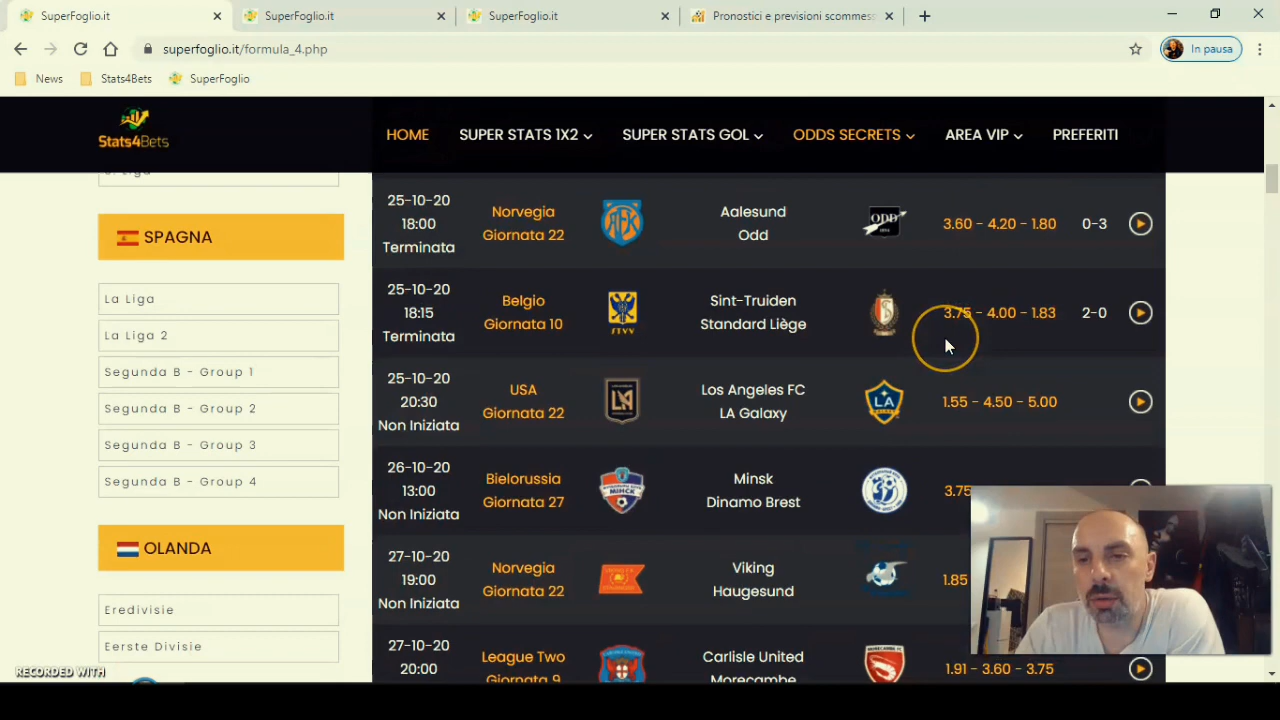 SuperFoglio.it
SuperFoglio.it
SuperFoglio.it
Pronostici e previsioni scommess
superfoglio.it/formula_4.php
In pausa
News
Stats4Bets
SuperFoglio
Stats4Bets
HOME
SUPER STATS 1X2
SUPER STATS GOL
ODDS SECRETS
AREA VIP
PREFERITI
SPAGNA
La Liga
La Liga 2
Segunda B - Group 1
Segunda B - Group 2
Segunda B - Group 3
Segunda B - Group 4
OLANDA
Eredivisie
Eerste Divisie
25-10-20
18:00
Terminata
Norvegia
Giornata 22
Aalesund
Odd
ODD
3.60 - 4.20 - 1.80
0-3
25-10-20
18:15
Terminata
Belgio
Giornata 10
STVV
Sint-Truiden
Standard Liège
3.75 - 4.00 - 1.83
2-0
25-10-20
20:30
Non Iniziata
USA
Giornata 22
Los Angeles FC
LA Galaxy
LA
1.55 - 4.50 - 5.00
26-10-20
13:00
Non Iniziata
Bielorussia
Giornata 27
Minsk
Dinamo Brest
3.75
27-10-20
19:00
Non Iniziata
Norvegia
Giornata 22
Viking
Haugesund
1.85
27-10-20
20:00
League Two
Giornata 9
Carlisle United
Morecambe
1.91 - 3.60 - 3.75
RECORDED WITH